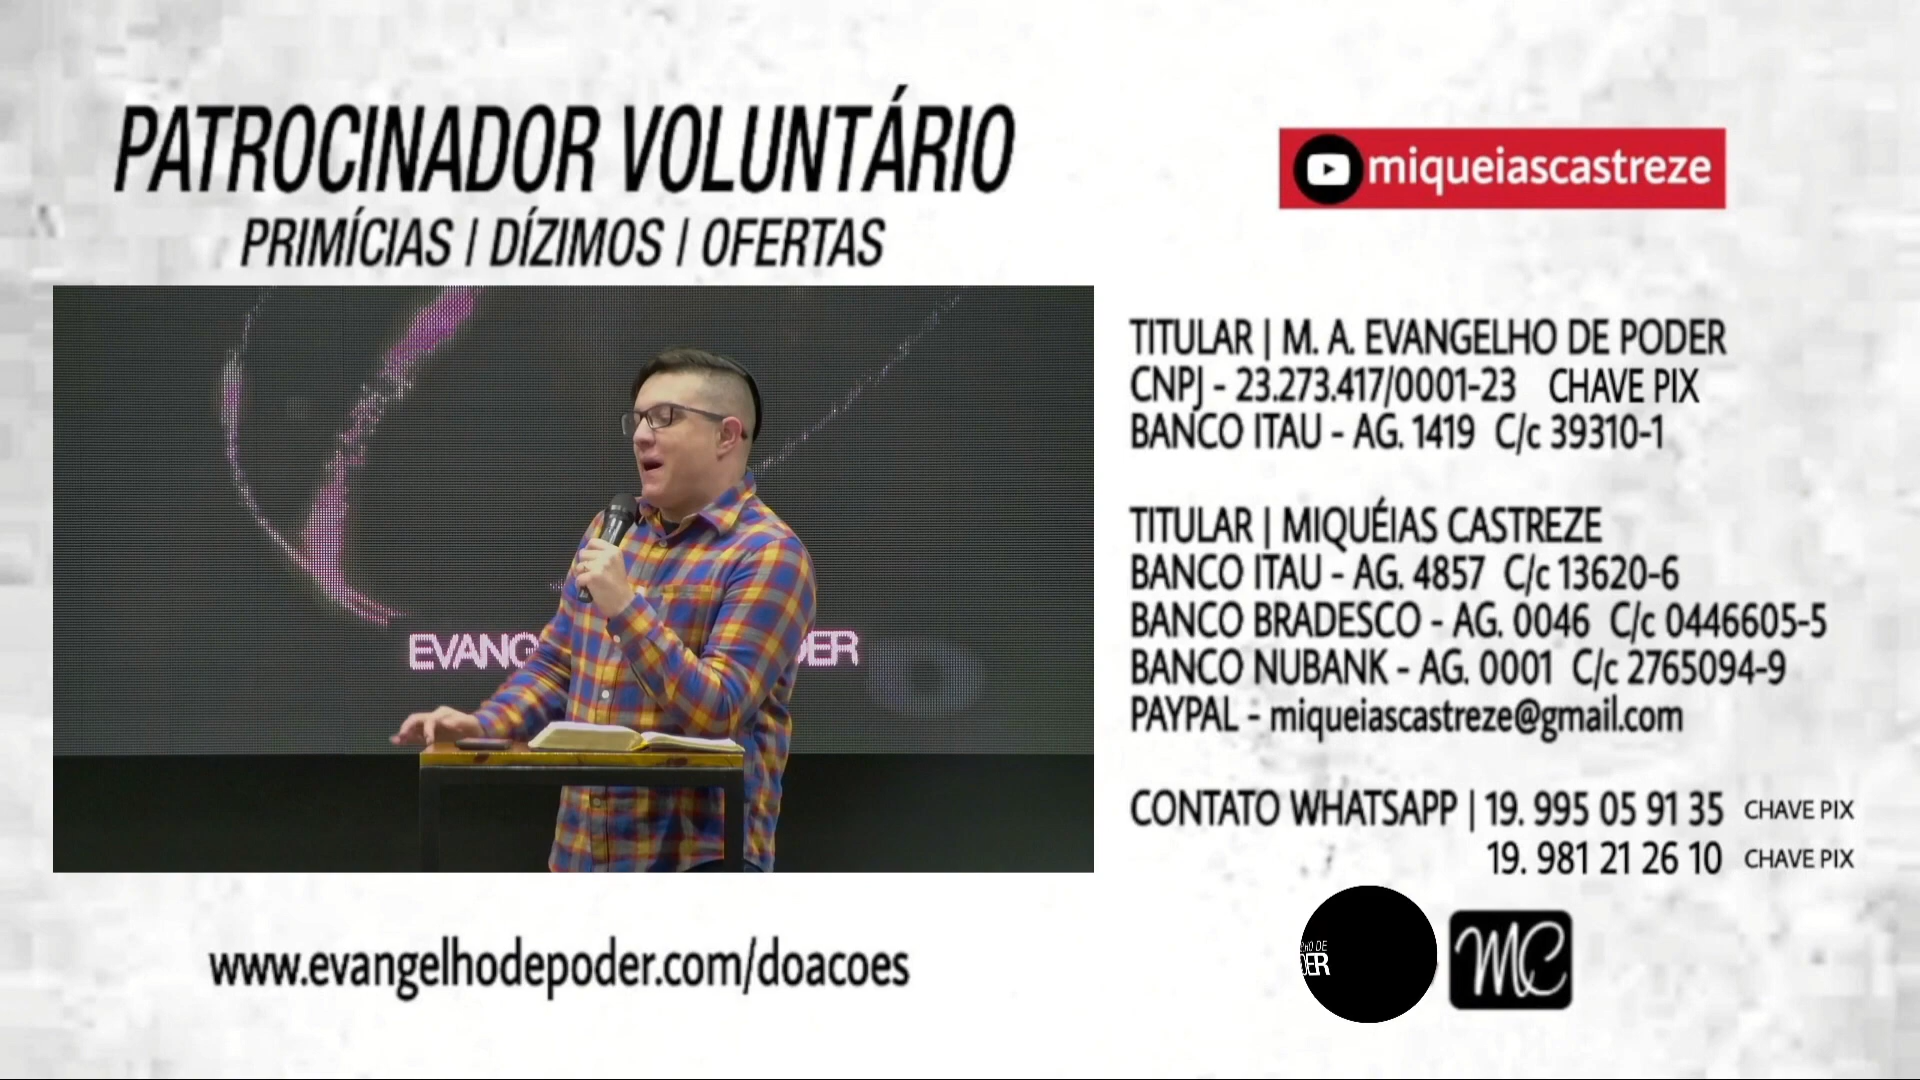 PATROCINADOR VOLUNTÁRIO
PRIMÍCIAS | DÍZIMOS | OFERTAS
miqueiascastreze
TITULAR | M. A. EVANGELHO DE PODER
CNPJ - 23.273.417/0001-23 CHAVE PIX
BANCO ITAU - AG. 1419 C/c 39310-1
TITULAR | MIQUÉIAS CASTREZE
BANCO ITAU - AG. 4857 C/c 13620-6
BANCO BRADESCO - AG. 0046 C/c 0446605-5
BANCO NUBANK - AG. 0001 C/c 2765094-9
PAYPAL - miqueiascastreze@gmail.com
CONTATO WHATSAPP | 19. 995 05 91 35 CHAVE PIX
19. 981 21 26 10 CHAVE PIX
www.evangelhodepoder.com/doacoes
MC